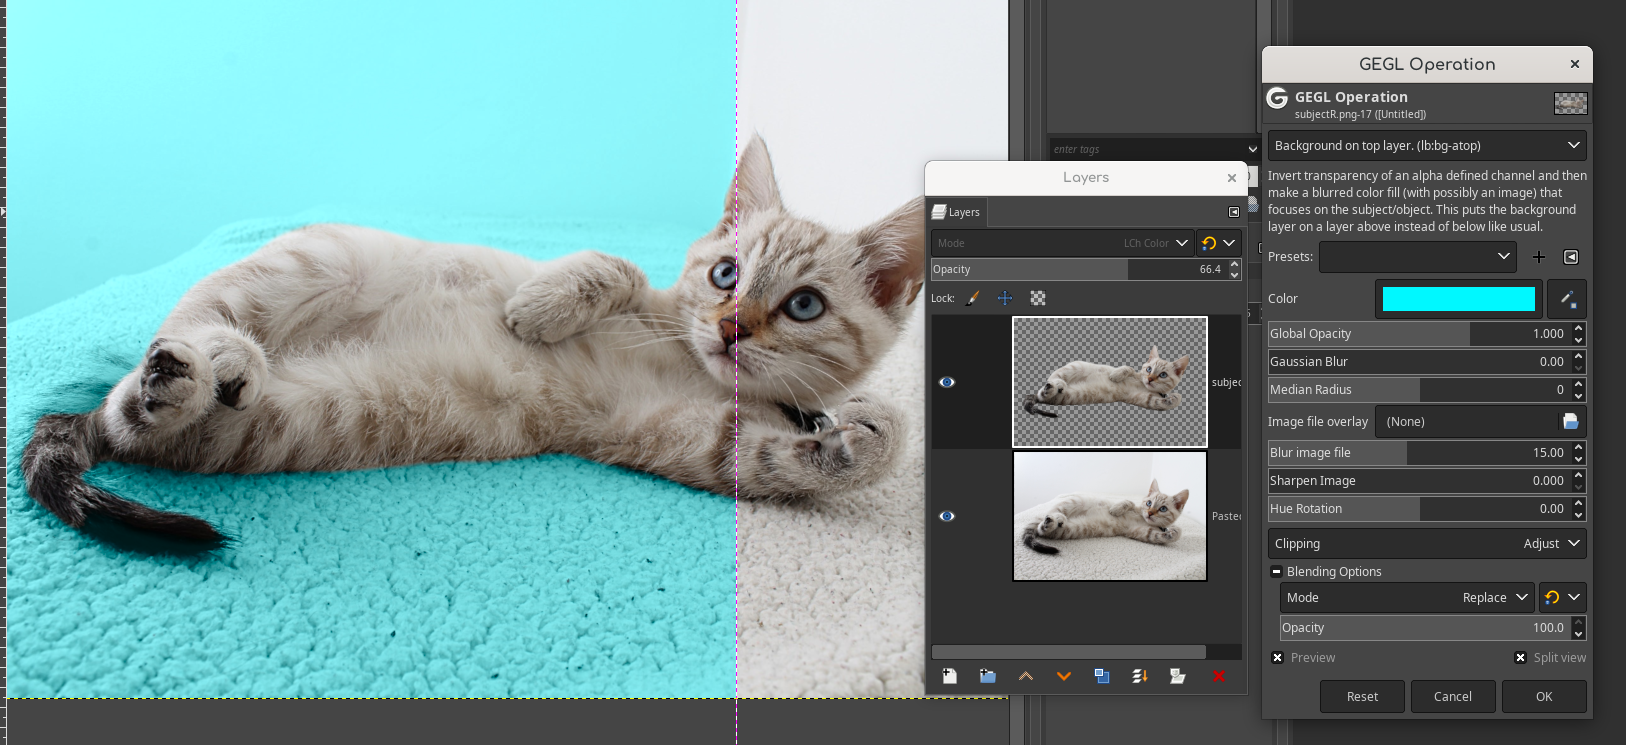 enter tags
Layers
Layers
Mode LCh Color
Opacity 66.4
Lock:
subjec
Paste
GEGL Operation
GEGL Operation
subjectR.png-17 ([Untitled])
Background on top layer. (lb:bg-atop)
Invert transparency of an alpha defined channel and then
make a blurred color fill (with possibly an image) that
focuses on the subject/object. This puts the background
layer on a layer above instead of below like usual.
Presets:
Color
Global Opacity 1.000
Gaussian Blur 0.00
Median Radius 0
Image file overlay (None)
Blur image file 15.00
Sharpen Image 0.000
Hue Rotation 0.00
Clipping Adjust
Blending Options
Mode Replace
Opacity 100.0
Preview Split view
Reset Cancel OK